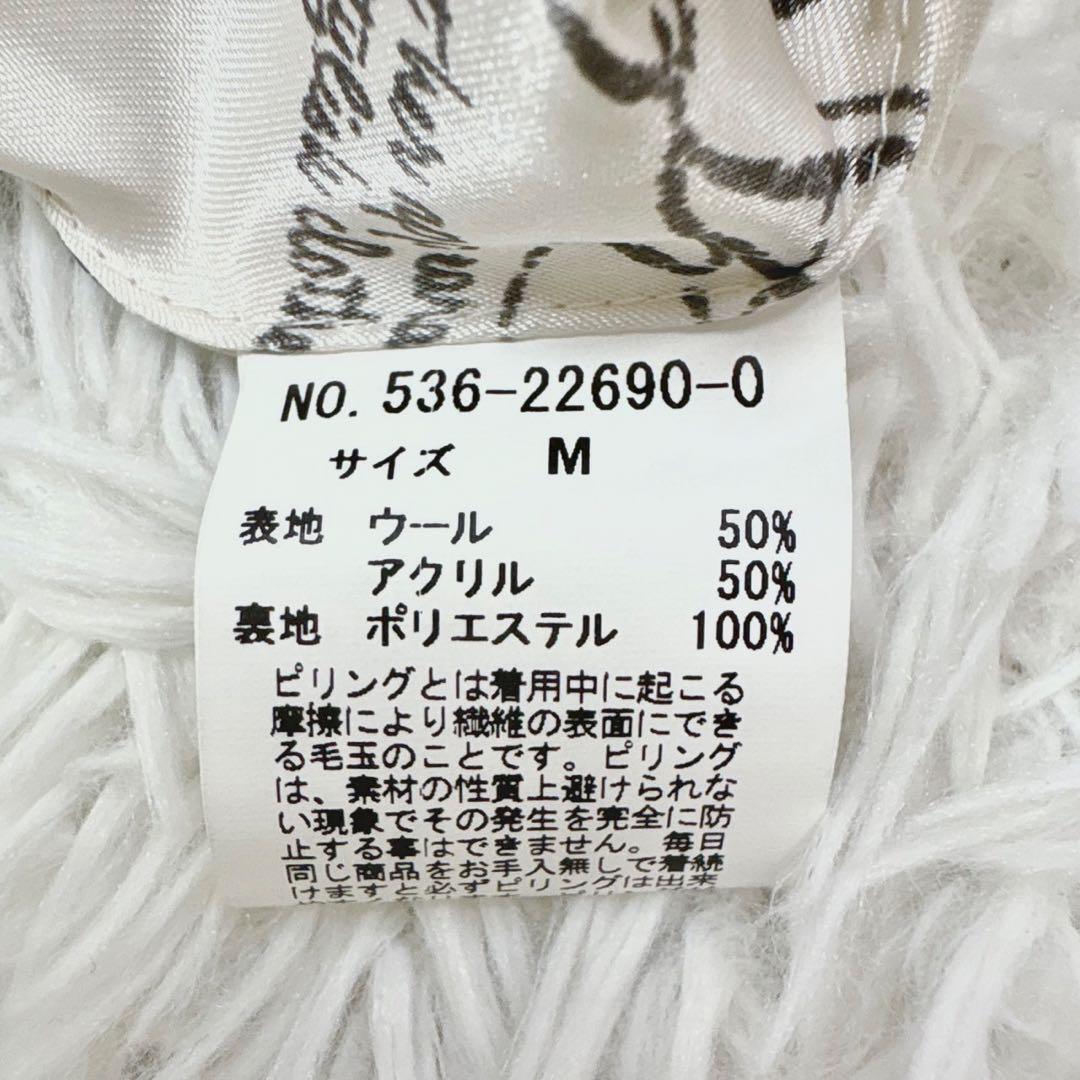 NO. 536-22690-0
サイズ M
表地 ウール 50%
アクリル 50%
裏地 ポリエステル 100%
ピリングとは着用中に起こる
摩擦により繊維の表面にでき
る毛玉のことです。ピリング
は、素材の性質上避けられな
い現象でその発生を完全に防
止する事はできません。毎日
同じ商品をお手入無しで着続
けますと必ずピリングは出来